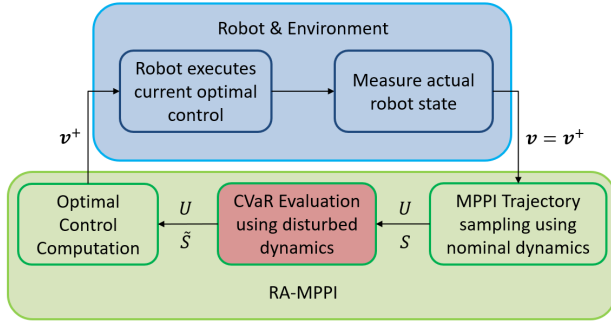 Robot & Environment
Robot executes
current optimal
control
Measure actual
robot state
𝒗⁺
𝒗 = 𝒗⁺
Optimal
Control
Computation
U
S̃
CVaR Evaluation
using disturbed
dynamics
U
S
MPPI Trajectory
sampling using
nominal dynamics
RA-MPPI